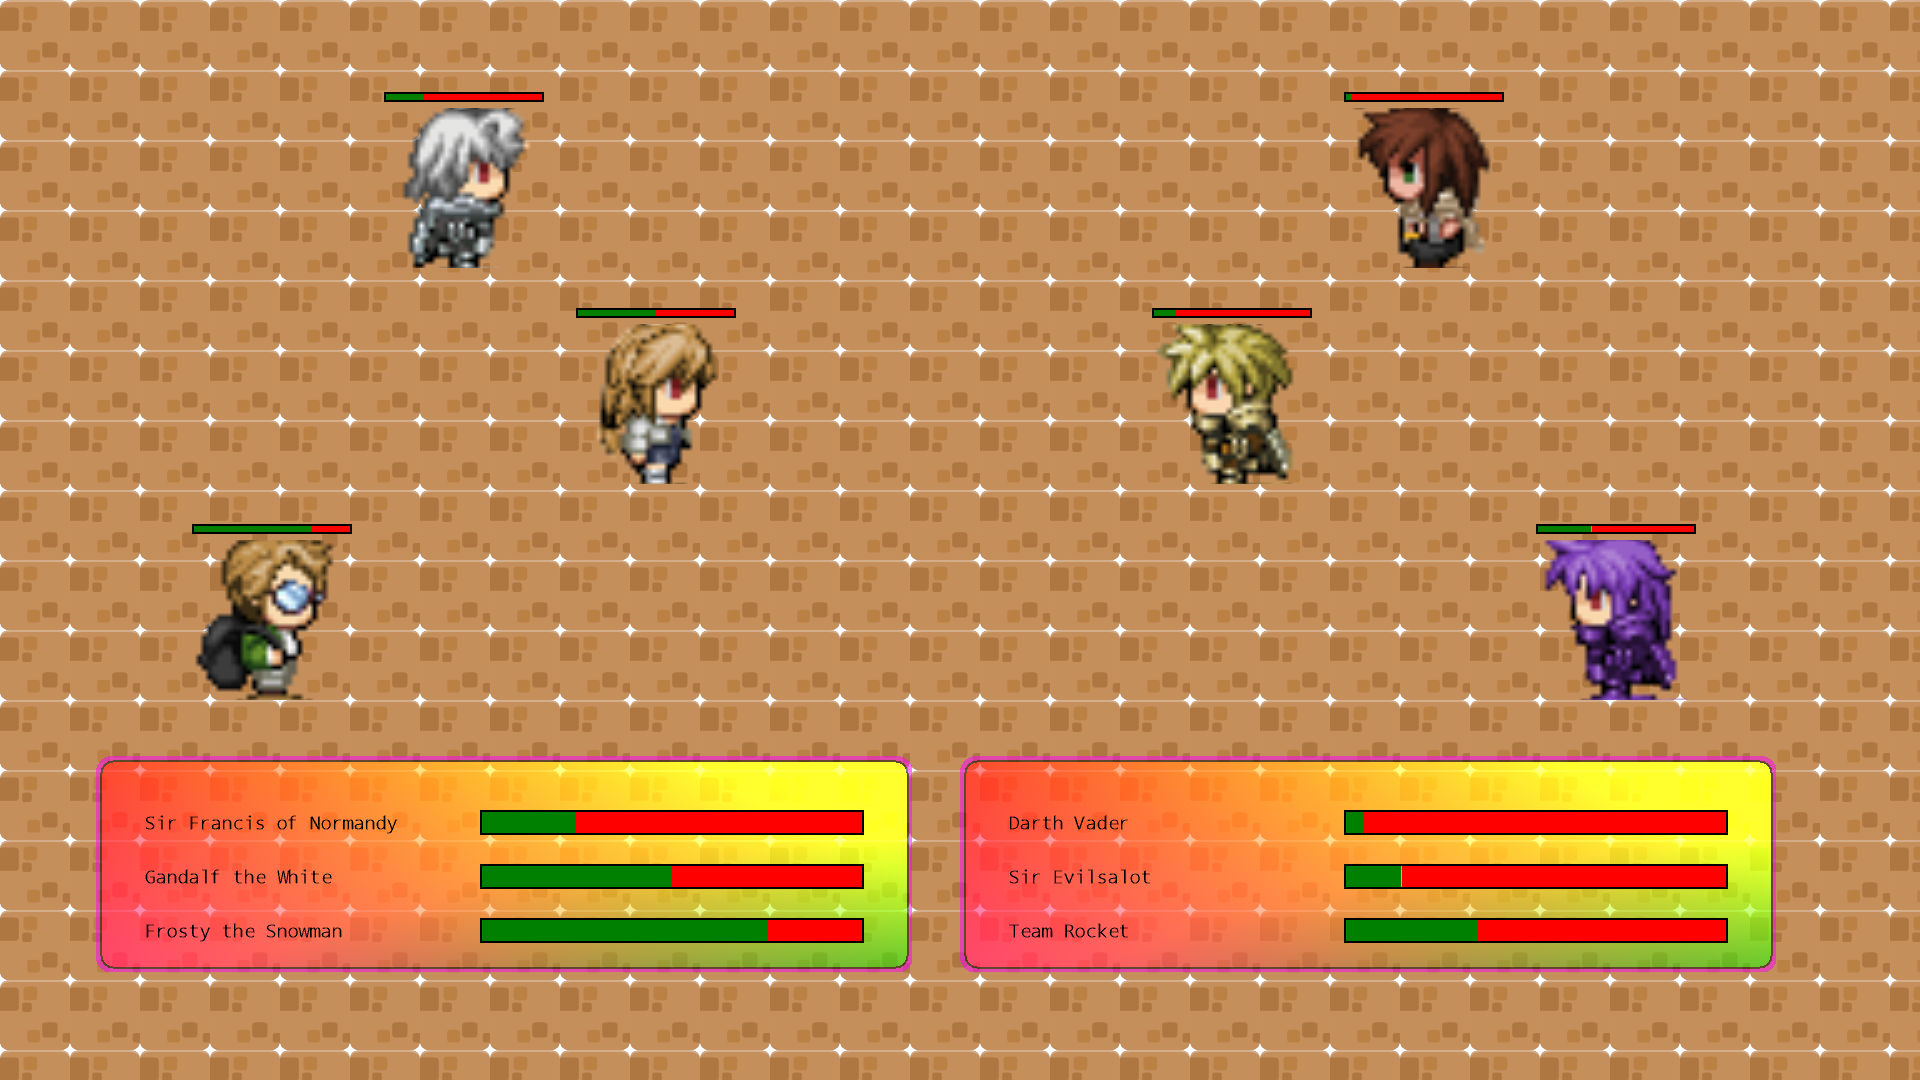 Sir Francis of Normandy
Gandalf the White
Frosty the Snowman
Darth Vader
Sir Evilsalot
Team Rocket